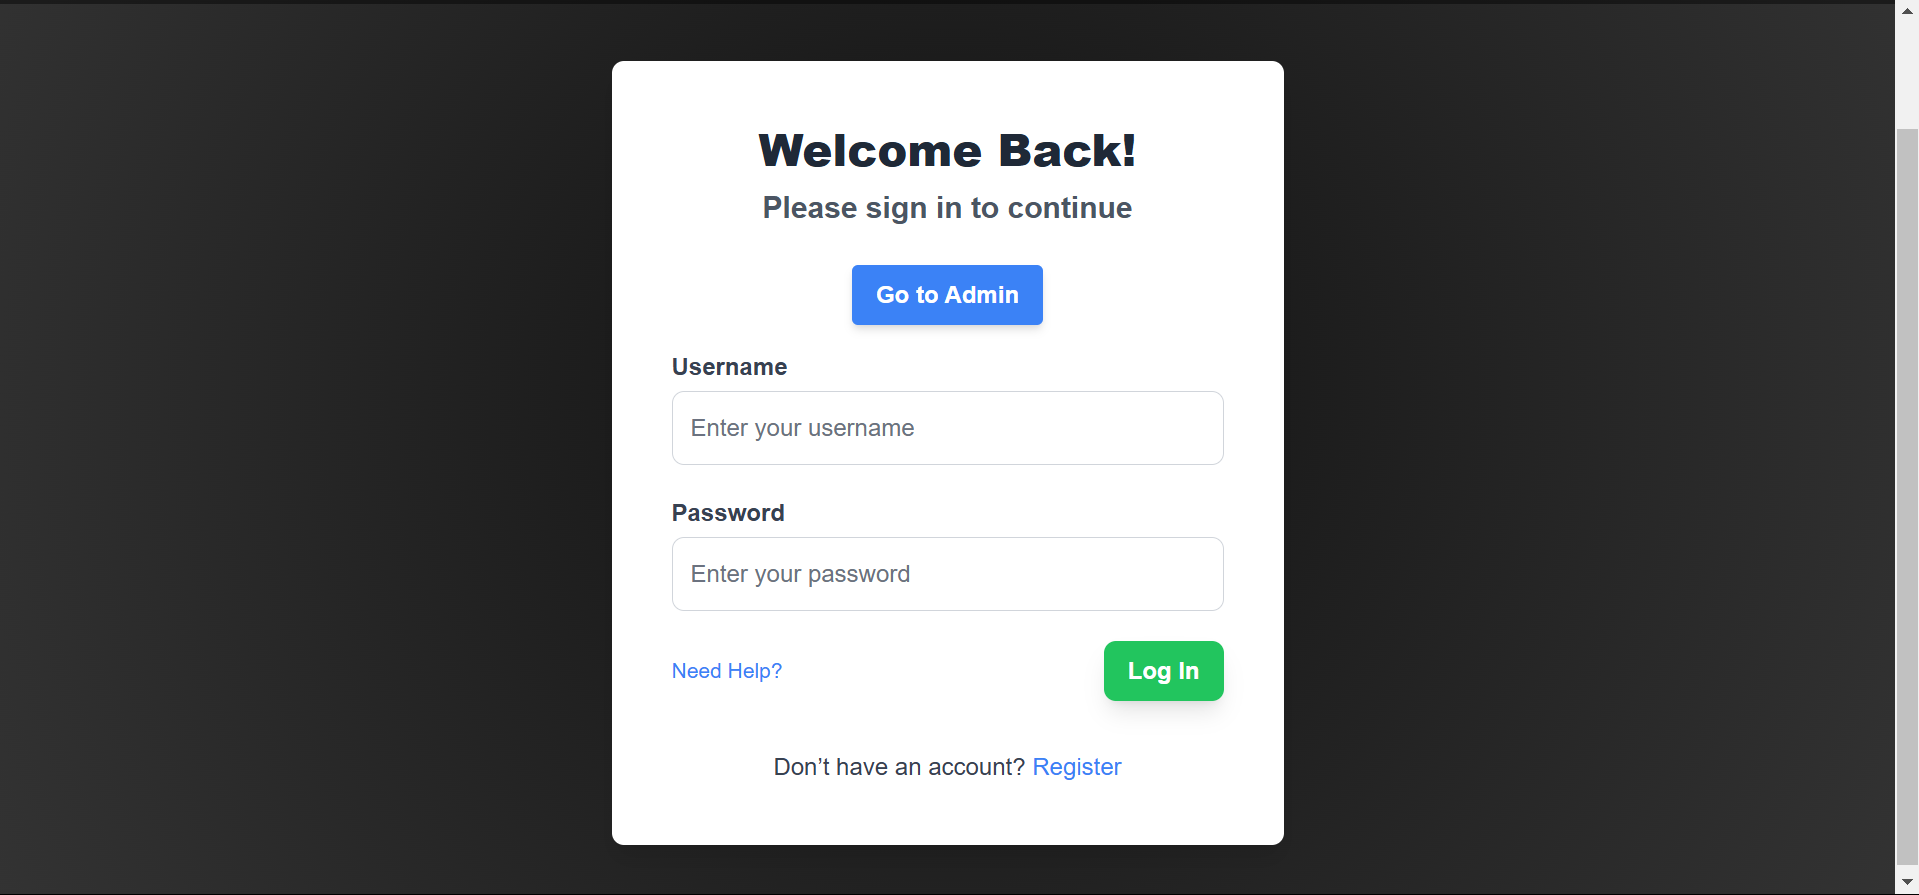 Welcome Back!
Please sign in to continue
Go to Admin
Username
Enter your username
Password
Enter your password
Need Help?
Log In
Don’t have an account? Register